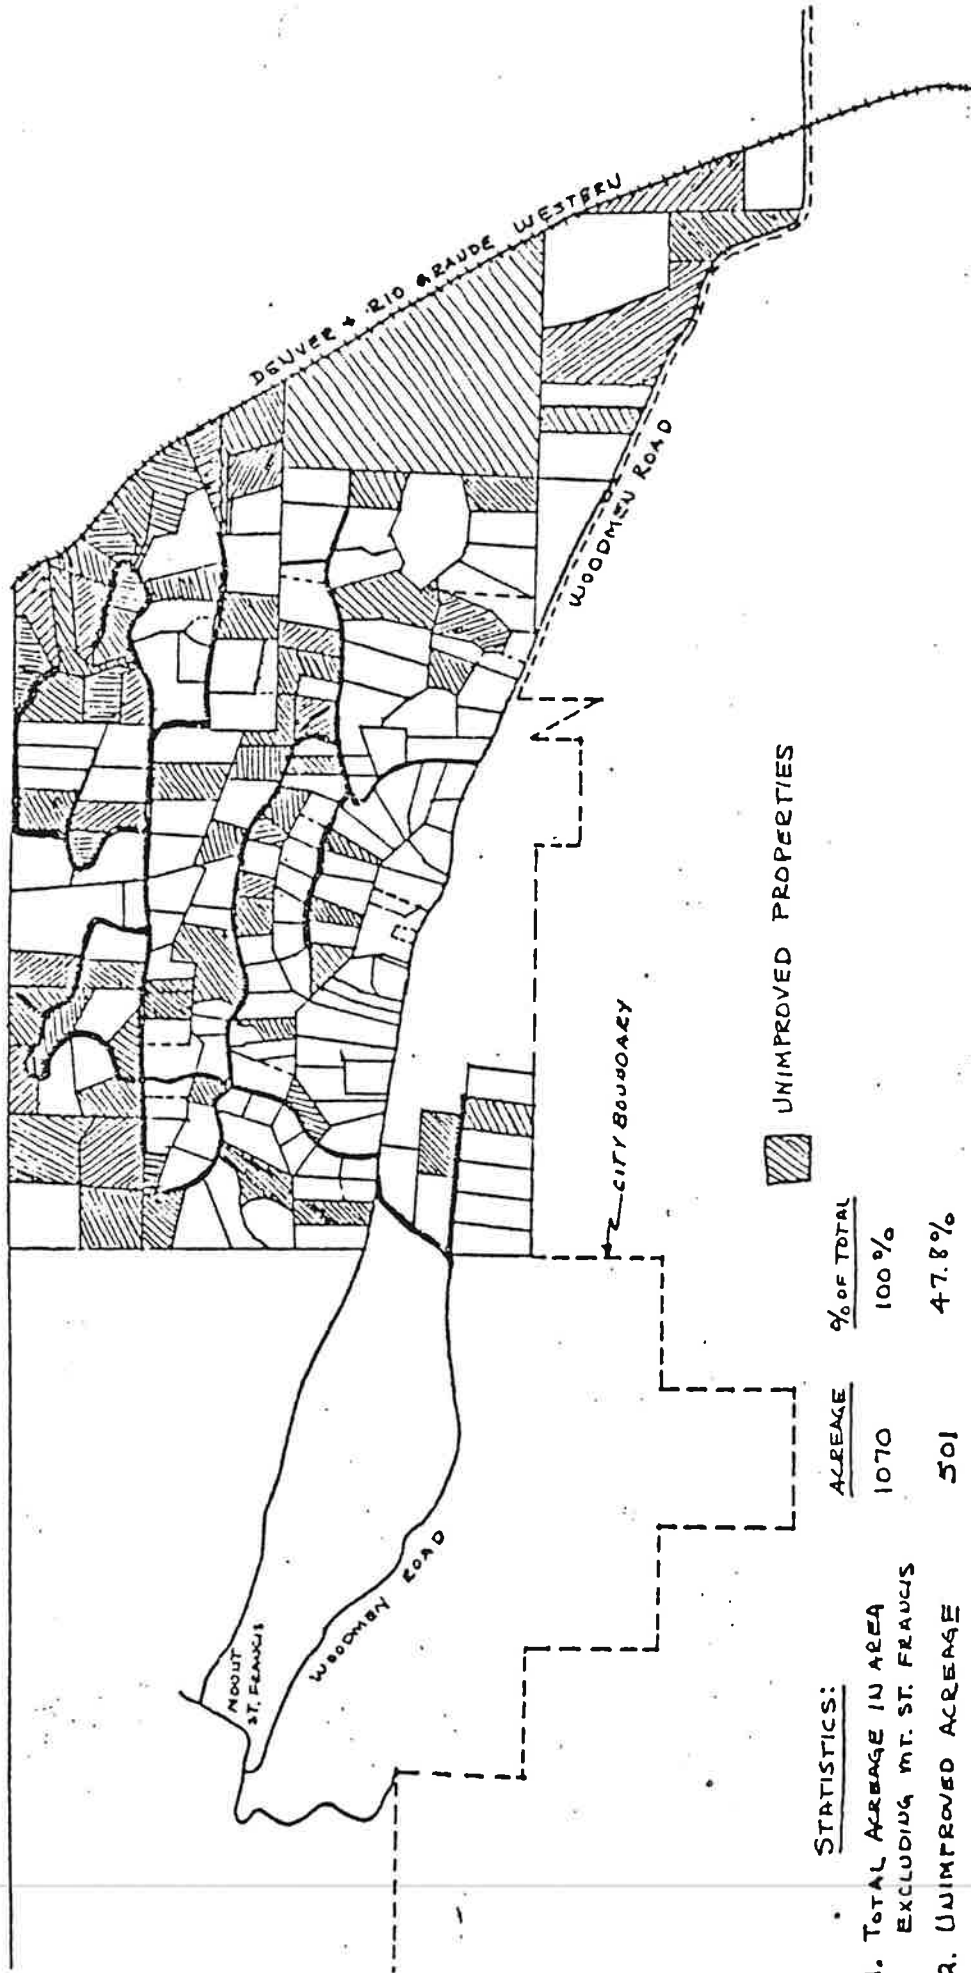 DENVER & RIO GRANDE WESTERN
WOODMEN ROAD
MOUNT
ST. FRANCIS
WOODMEN ROAD
CITY BOUNDARY
UNIMPROVED PROPERTIES
STATISTICS:
ACREAGE % OF TOTAL
1. TOTAL ACREAGE IN AREA 1070 100%
EXCLUDING MT. ST. FRANCIS
2. UNIMPROVED ACREAGE 501 47.8%